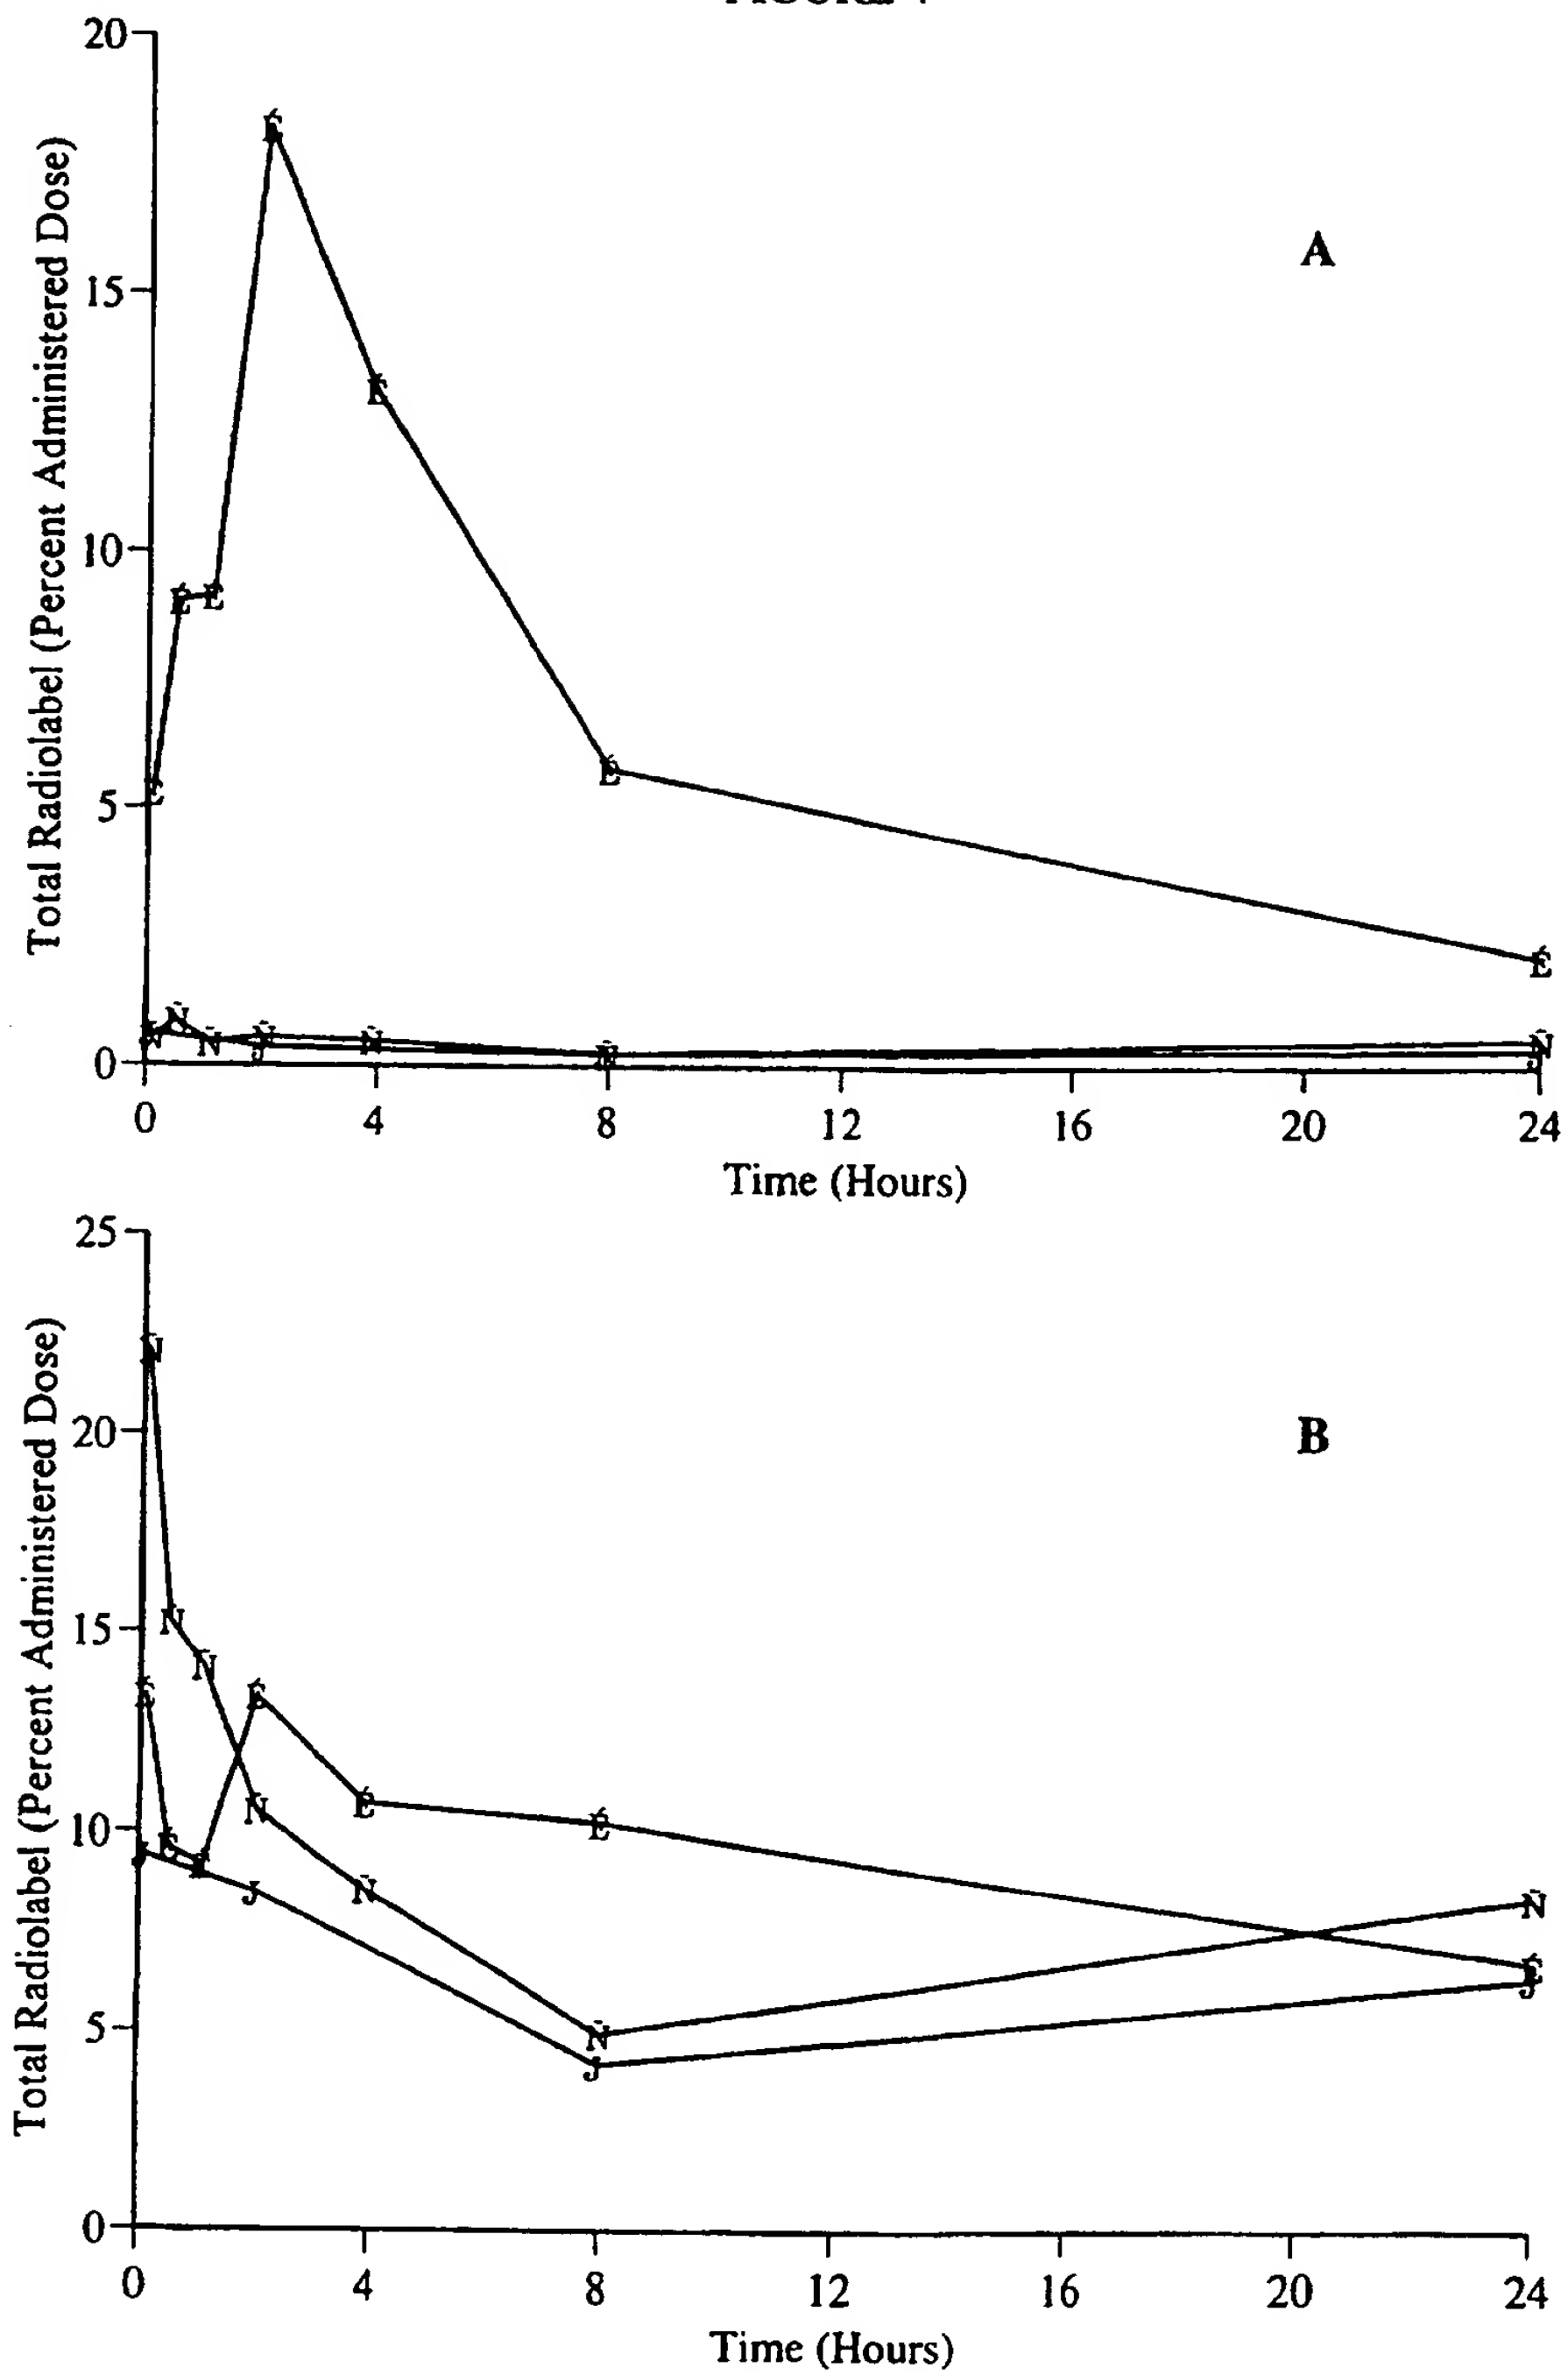 20
15
10
5
0
Total Radiolabel (Percent Administered Dose)
A
É
É
É
É
É
É
É
Ñ
Ñ
Ñ
Ñ
Ñ
Ñ
Ñ
J
J
0 4 8 12 16 20 24
Time (Hours)
25
20
15
10
5
0
Total Radiolabel (Percent Administered Dose)
B
Ñ
Ñ
Ñ
Ñ
Ñ
Ñ
Ñ
É
É
É
É
É
É
É
J
J
J
J
0 4 8 12 16 20 24
Time (Hours)